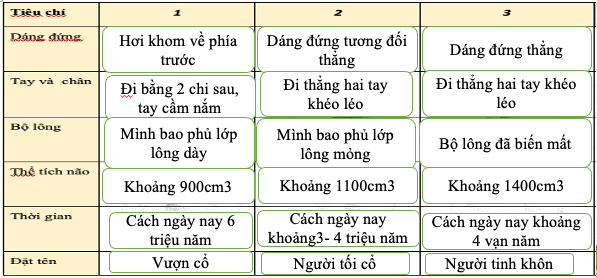 Tiêu chí 1 2 3
Dáng đứng Hơi khom về phía Dáng đứng tương đối Dáng đứng thẳng
trước thẳng
Tay và chân Đi bằng 2 chi sau, Đi thẳng hai tay Đi thẳng hai tay khéo
tay cầm nắm khéo léo léo
Bộ lông Mình bao phủ lớp Mình bao phủ lớp Bộ lông đã biến mất
lông dày lông mỏng
Thể tích não Khoảng 900cm3 Khoảng 1100cm3 Khoảng 1400cm3
Thời gian Cách ngày nay 6 Cách ngày nay Cách ngày nay khoảng
triệu năm khoảng3- 4 triệu năm 4 vạn năm
Đặt tên Vượn cổ Người tối cổ Người tinh khôn